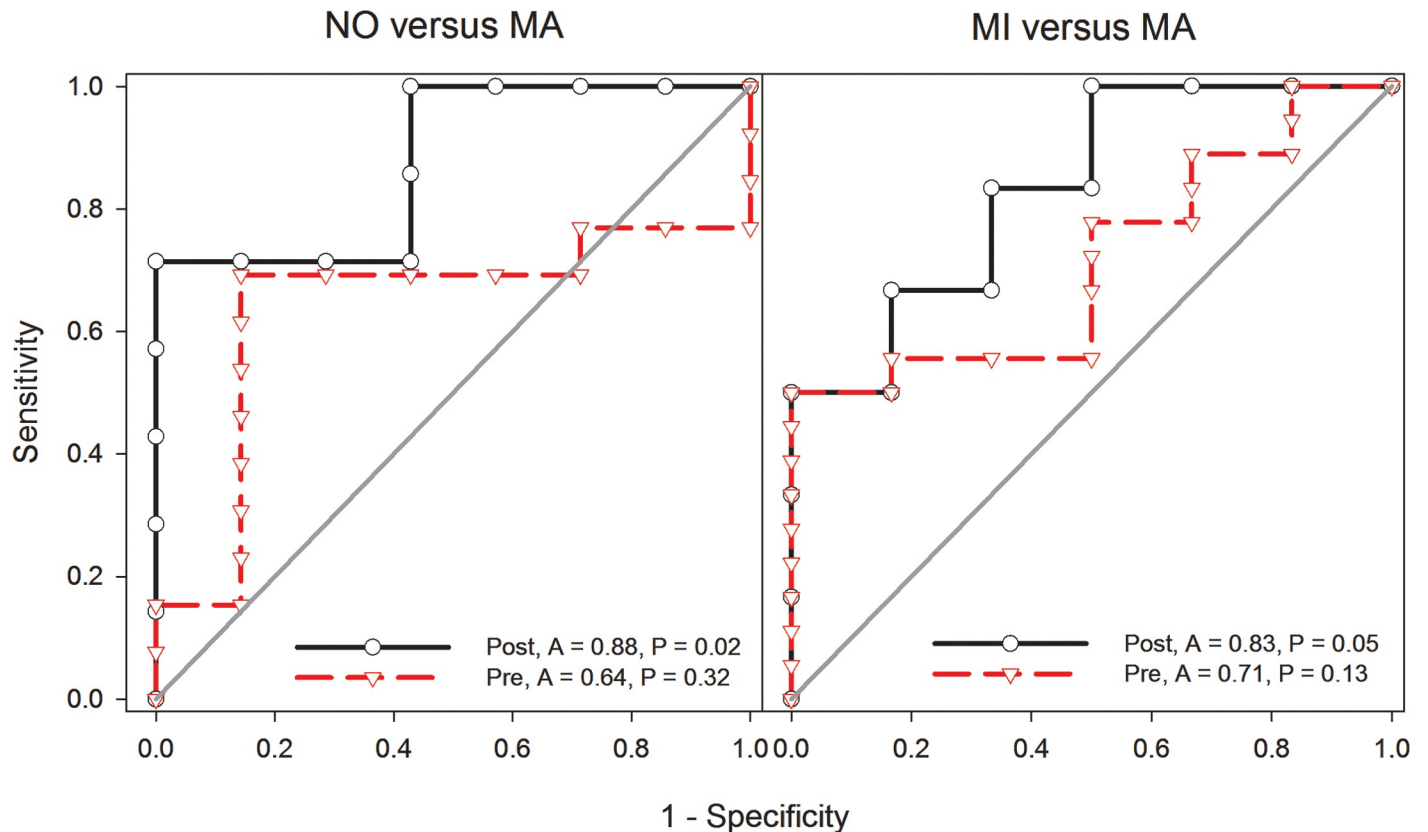 NO versus MA
MI versus MA
1.0
0.8
0.6
0.4
0.2
0.0
Sensitivity
Post, A = 0.88, P = 0.02
Pre, A = 0.64, P = 0.32
Post, A = 0.83, P = 0.05
Pre, A = 0.71, P = 0.13
0.0 0.2 0.4 0.6 0.8 1.0
0.0 0.2 0.4 0.6 0.8 1.0
1 - Specificity